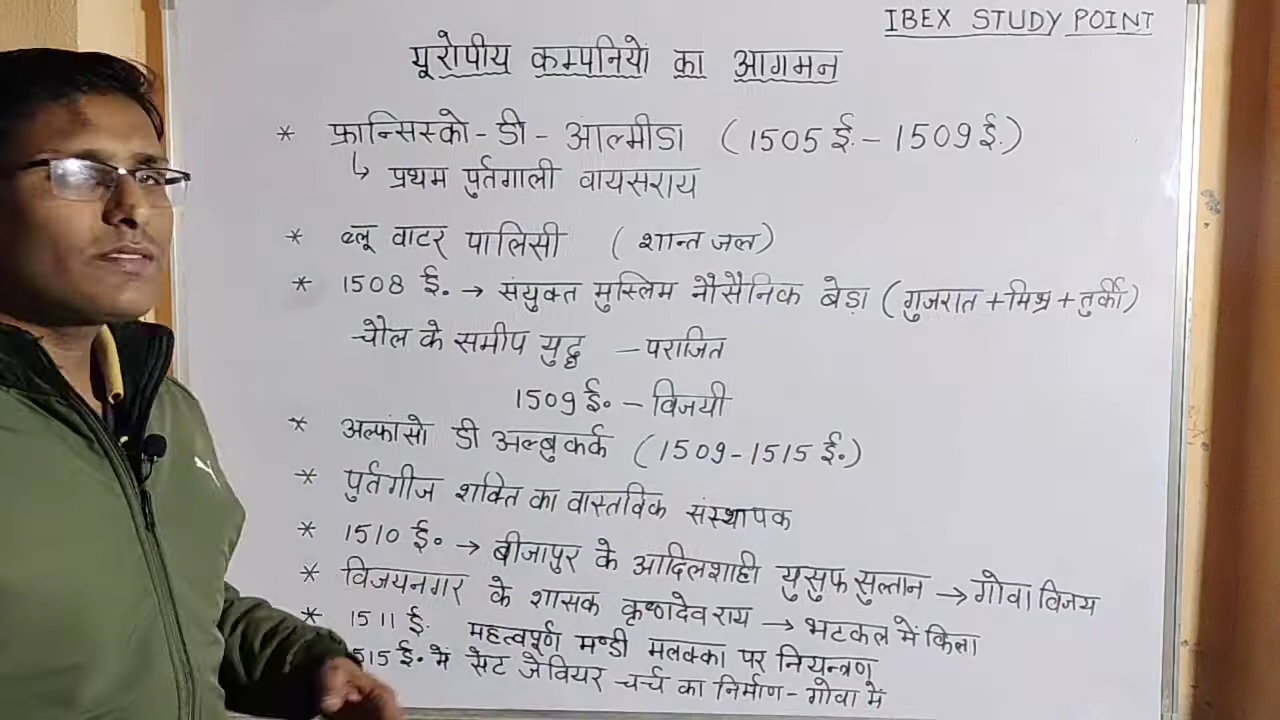 IBEX STUDY POINT
यूरोपीय कम्पनियों का आगमन
* फ्रान्सिस्को - डी - आल्मीडा (1505 ई. - 1509 ई.)
↳ प्रथम पुर्तगाली वायसराय
* ब्लू वाटर पालिसी (शान्त जल)
* 1508 ई. → संयुक्त मुस्लिम नौसैनिक बेड़ा (गुजरात + मिश्र + तुर्की)
चौल के समीप युद्ध - पराजित
1509 ई. - विजयी
* अल्फांसो डी अल्बुकर्क (1509 - 1515 ई.)
* पुर्तगीज शक्ति का वास्तविक संस्थापक
* 1510 ई. → बीजापुर के आदिलशाही युसुफ सुल्तान → गोवा विजय
* विजयनगर के शासक कृष्णदेव राय → भटकल में किला
* 1511 ई. महत्वपूर्ण मण्डी मलक्का पर नियन्त्रण
515 ई. में सेंट जेवियर चर्च का निर्माण - गोवा में